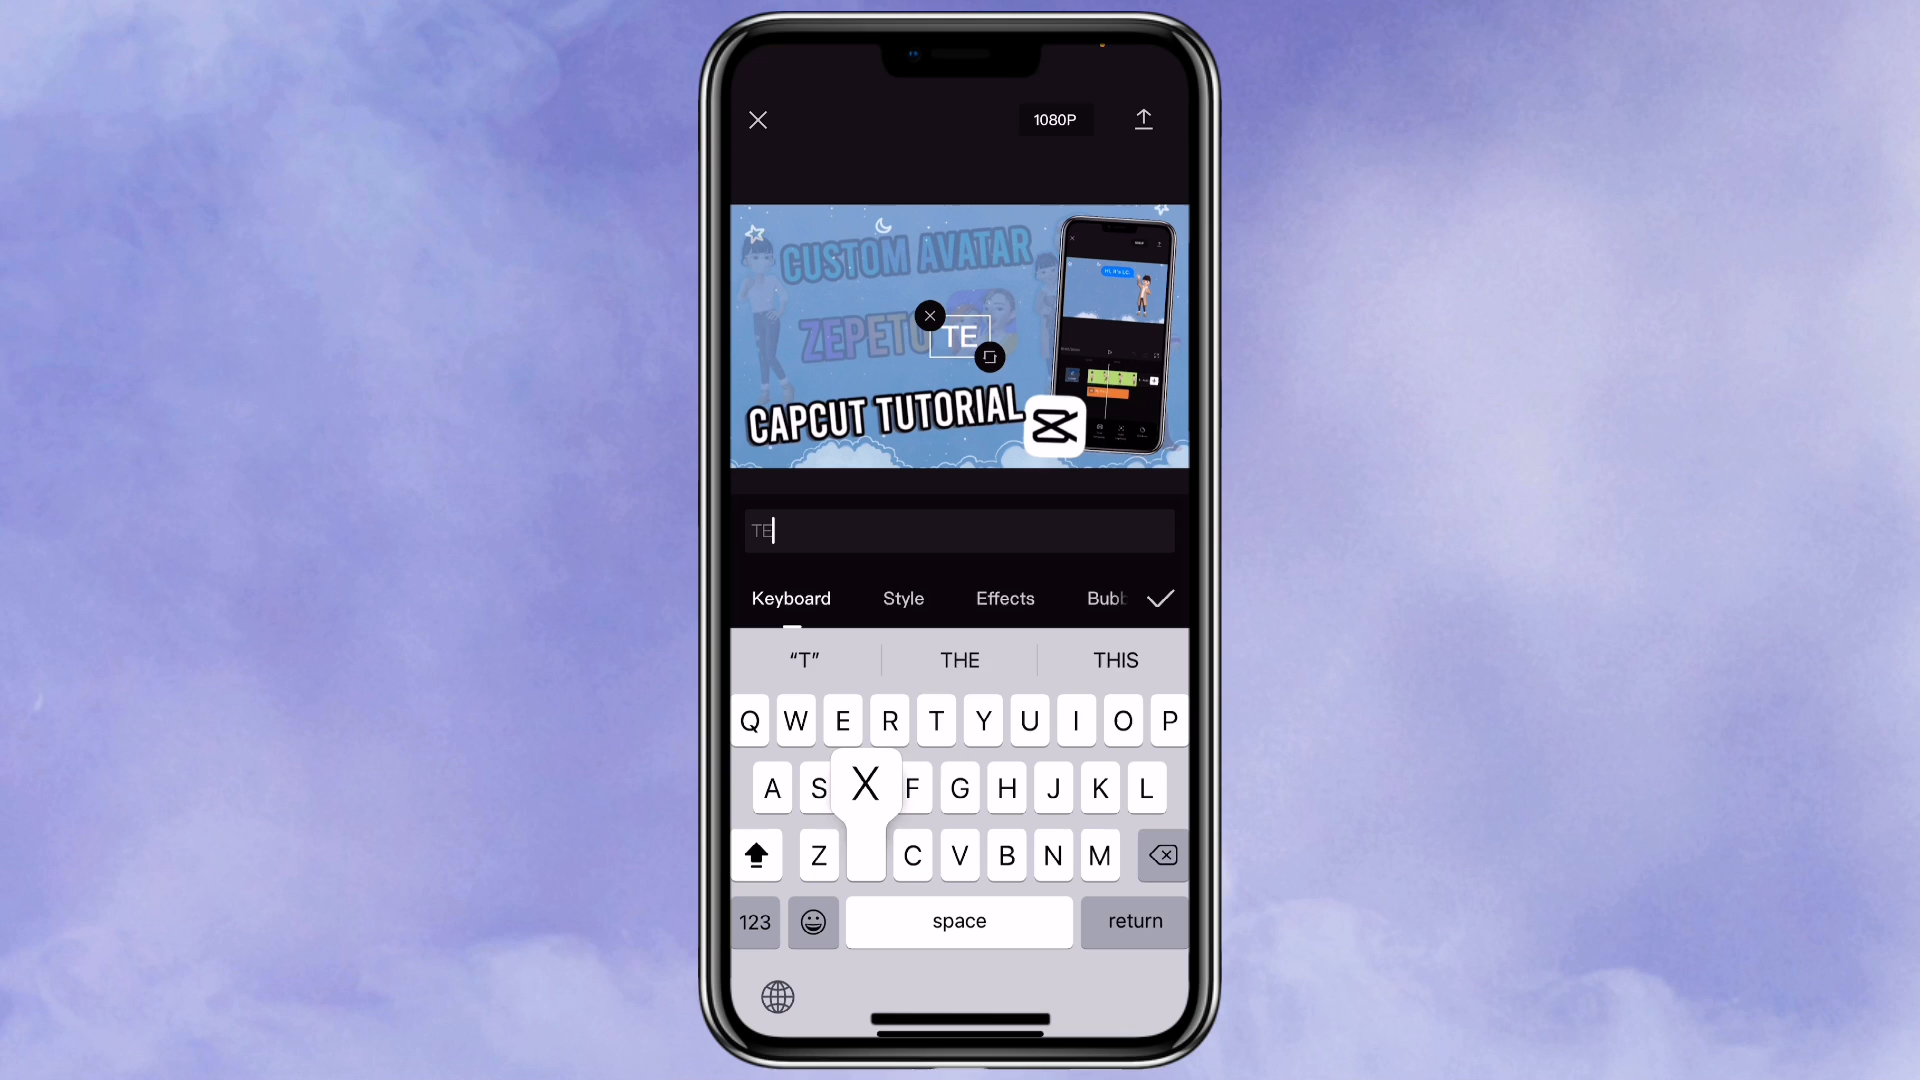 1080P
CUSTOM AVATAR
ZEPETO
TE
CAPCUT TUTORIAL
TE
Keyboard
Style
Effects
Bubb
“T”
THE
THIS
Q W E R T Y U I O P
A S X F G H J K L
Z C V B N M
123
space
return